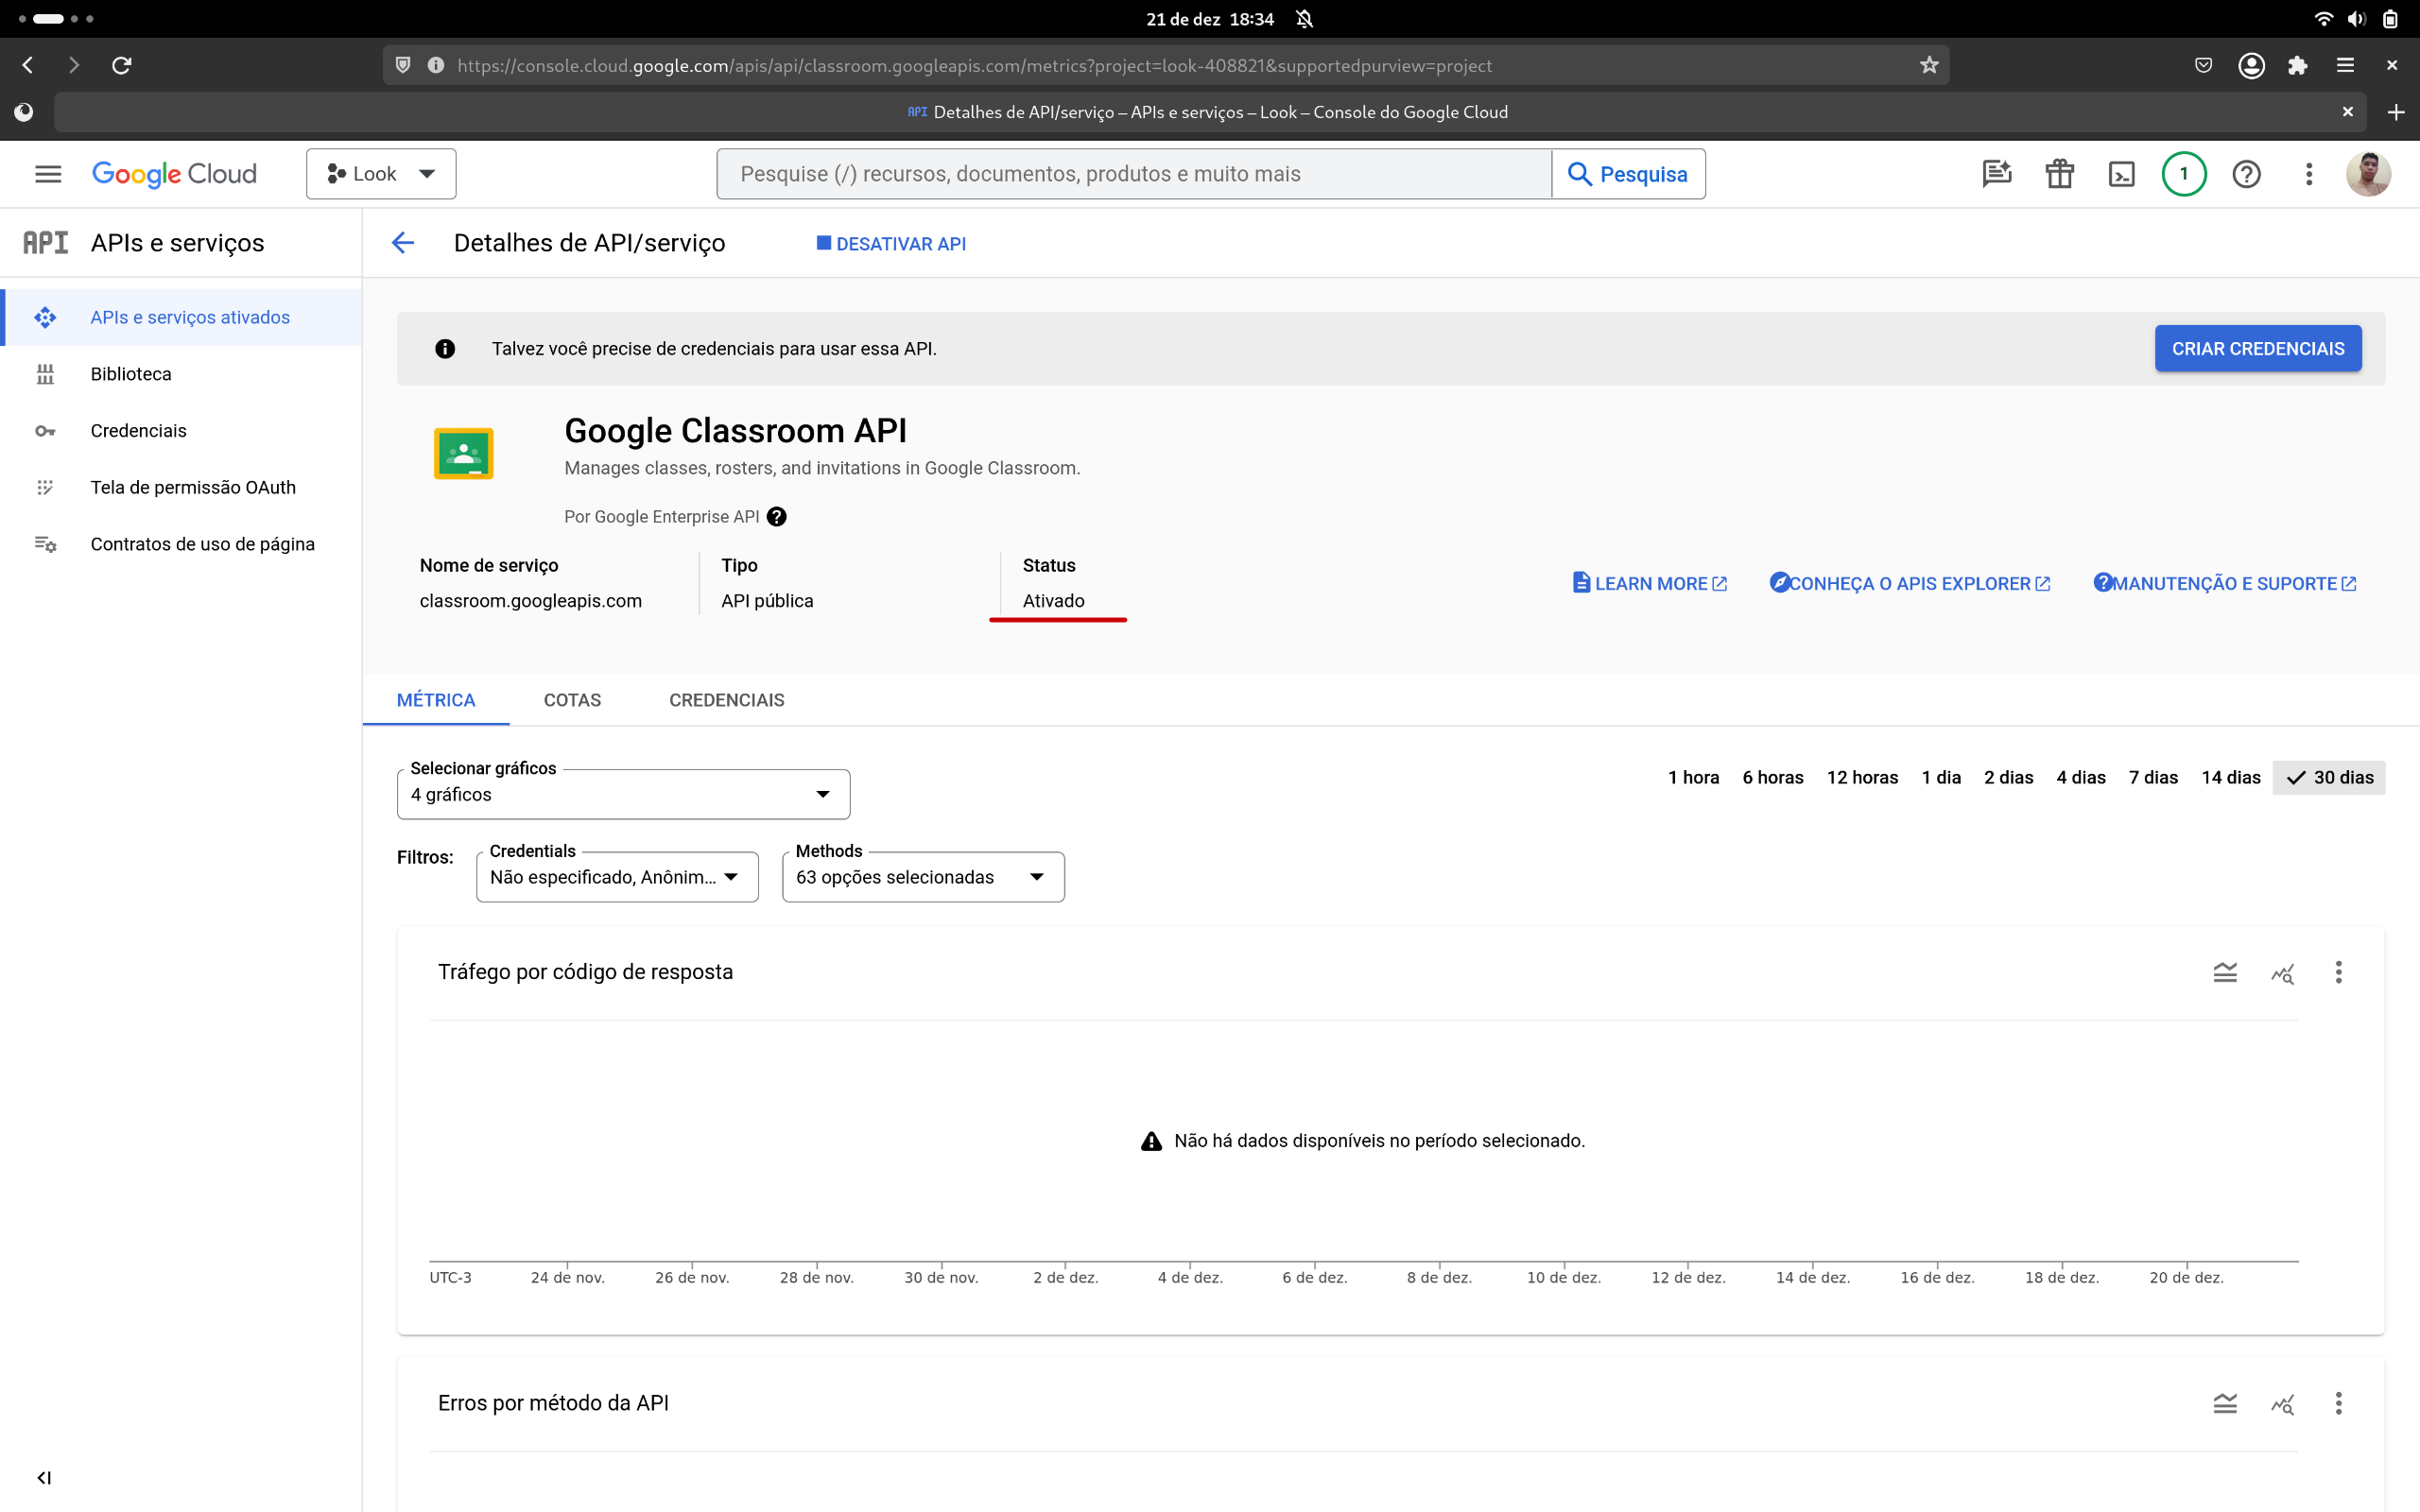 21 de dez 18:34
https://console.cloud.google.com/apis/api/classroom.googleapis.com/metrics?project=look-408821&supportedpurview=project
API Detalhes de API/serviço – APIs e serviços – Look – Console do Google Cloud
Google Cloud
Look
Pesquise (/) recursos, documentos, produtos e muito mais
Pesquisa
1
API APIs e serviços
Detalhes de API/serviço
DESATIVAR API
APIs e serviços ativados
Biblioteca
Credenciais
Tela de permissão OAuth
Contratos de uso de página
Talvez você precise de credenciais para usar essa API.
CRIAR CREDENCIAIS
Google Classroom API
Manages classes, rosters, and invitations in Google Classroom.
Por Google Enterprise API
Nome de serviço
classroom.googleapis.com
Tipo
API pública
Status
Ativado
LEARN MORE
CONHEÇA O APIS EXPLORER
MANUTENÇÃO E SUPORTE
MÉTRICA
COTAS
CREDENCIAIS
Selecionar gráficos
4 gráficos
1 hora 6 horas 12 horas 1 dia 2 dias 4 dias 7 dias 14 dias 30 dias
Filtros:
Credentials
Não especificado, Anônim...
Methods
63 opções selecionadas
Tráfego por código de resposta
Não há dados disponíveis no período selecionado.
UTC-3 24 de nov. 26 de nov. 28 de nov. 30 de nov. 2 de dez. 4 de dez. 6 de dez. 8 de dez. 10 de dez. 12 de dez. 14 de dez. 16 de dez. 18 de dez. 20 de dez.
Erros por método da API